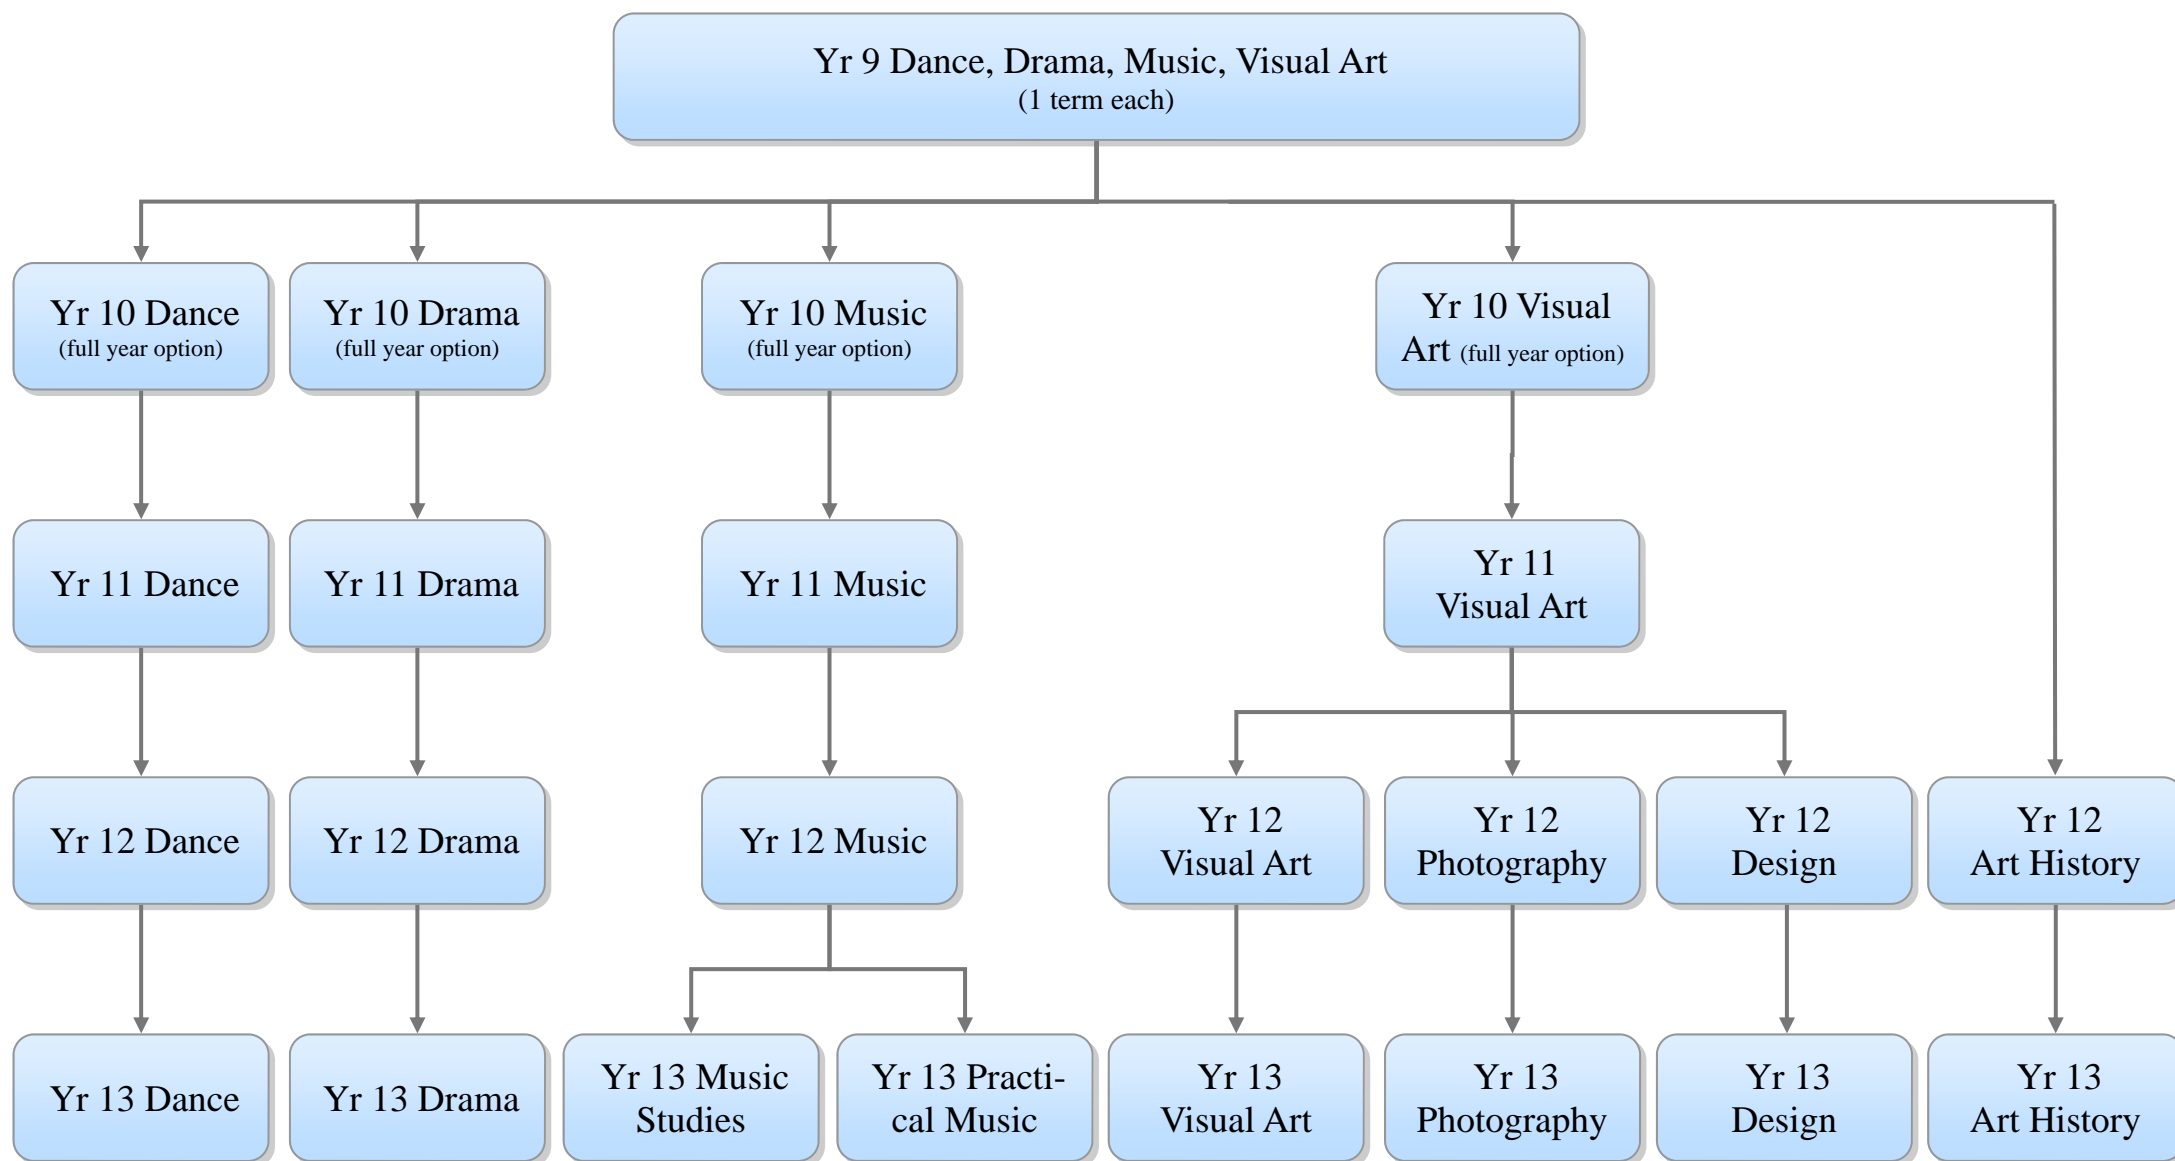 Yr 9 Dance, Drama, Music, Visual Art
(1 term each)
Yr 10 Dance
(full year option)
Yr 10 Drama
(full year option)
Yr 10 Music
(full year option)
Yr 10 Visual
Art (full year option)
Yr 11 Dance
Yr 11 Drama
Yr 11 Music
Yr 11
Visual Art
Yr 12 Dance
Yr 12 Drama
Yr 12 Music
Yr 12
Visual Art
Yr 12
Photography
Yr 12
Design
Yr 12
Art History
Yr 13 Dance
Yr 13 Drama
Yr 13 Music
Studies
Yr 13 Practi-
cal Music
Yr 13
Visual Art
Yr 13
Photography
Yr 13
Design
Yr 13
Art History